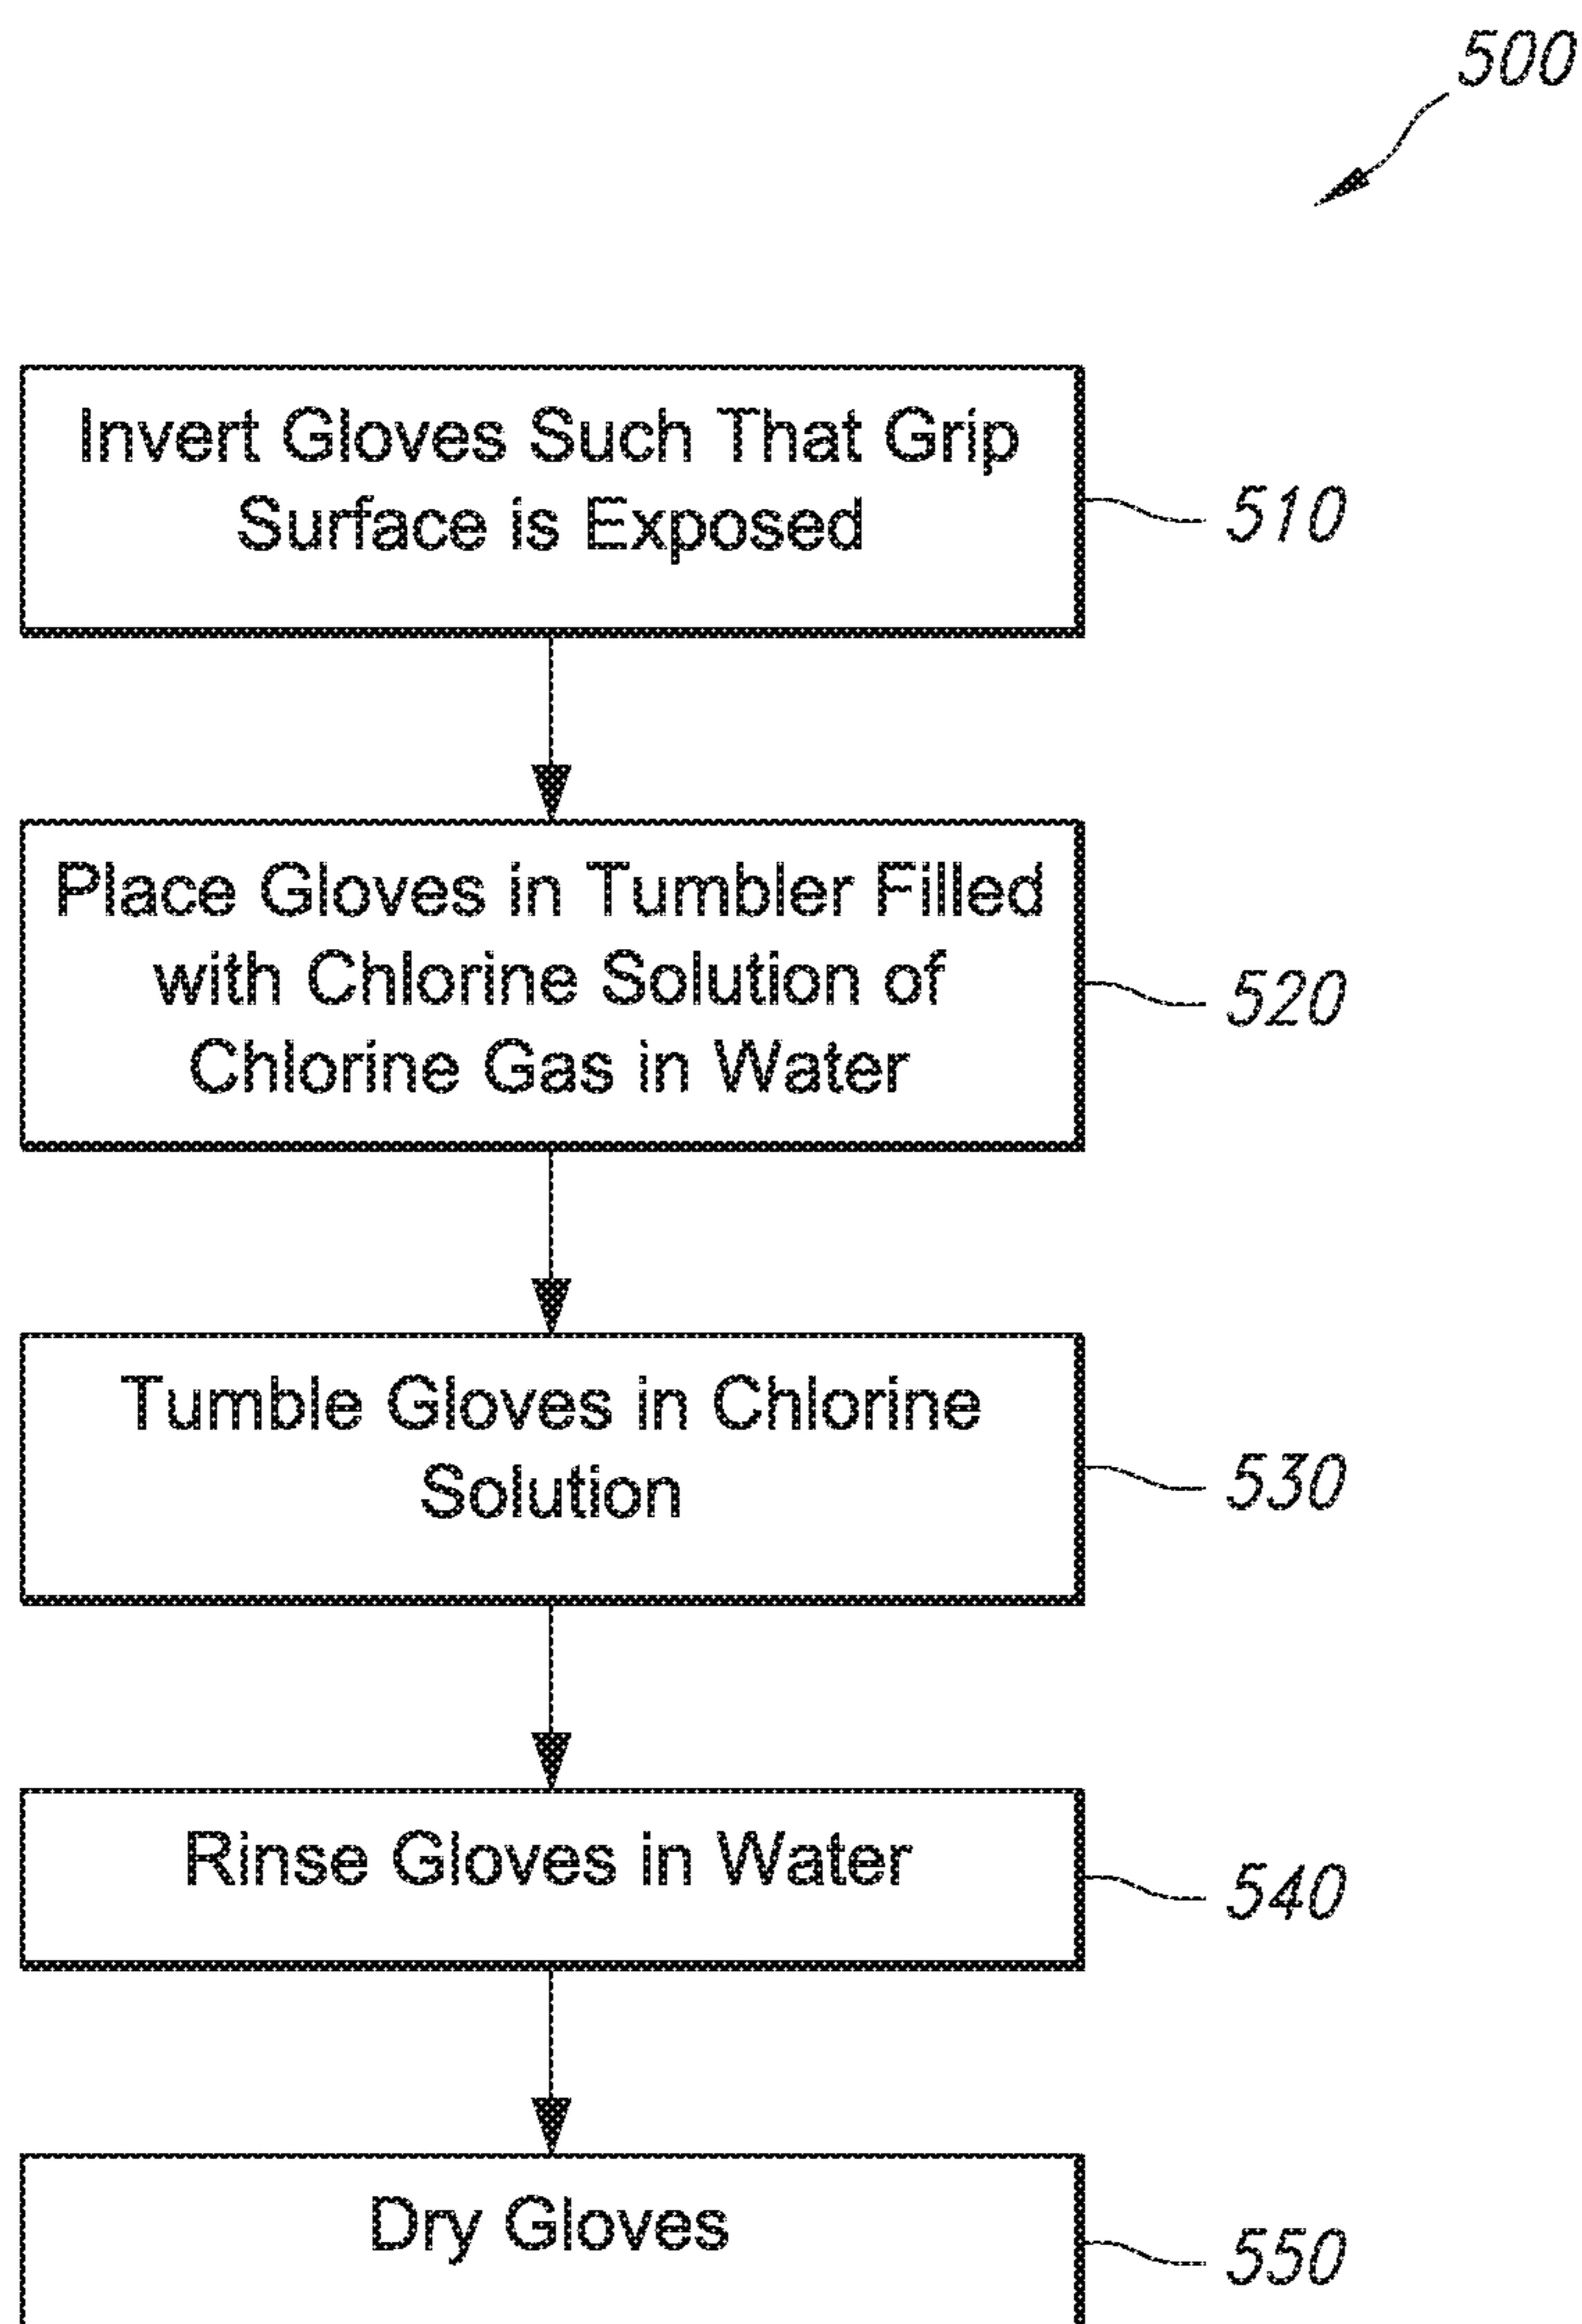 500
Invert Gloves Such That Grip
Surface is Exposed
510
Place Gloves in Tumbler Filled
with Chlorine Solution of
Chlorine Gas in Water
520
Tumble Gloves in Chlorine
Solution
530
Rinse Gloves in Water
540
Dry Gloves
550